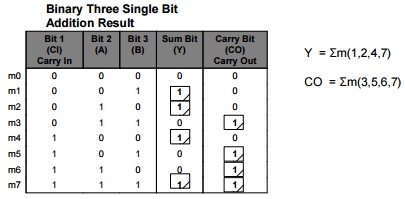 Binary Three Single Bit
Addition Result
Bit 1 Bit 2 Bit 3 Sum Bit Carry Bit
(CI) (A) (B) (Y) (CO)
Carry In Carry Out
m0 0 0 0 0 0
m1 0 0 1 1 0
m2 0 1 0 1 0
m3 0 1 1 0 1
m4 1 0 0 1 0
m5 1 0 1 0 1
m6 1 1 0 0 1
m7 1 1 1 1 1
Y = Σm(1,2,4,7)
CO = Σm(3,5,6,7)